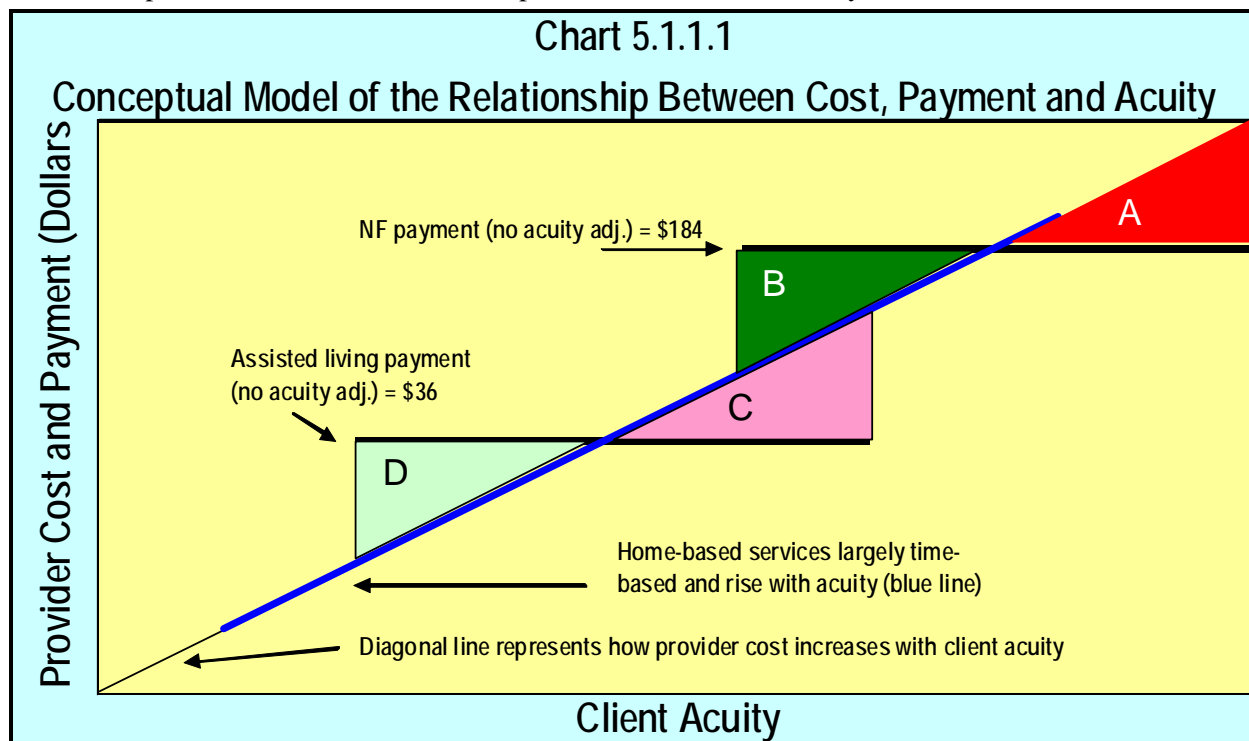 Chart 5.1.1.1
Conceptual Model of the Relationship Between Cost, Payment and Acuity
Provider Cost and Payment (Dollars
NF payment (no acuity adj.) = $184
A
B
Assisted living payment
(no acuity adj.) = $36
C
D
Home-based services largely time-
based and rise with acuity (blue line)
Diagonal line represents how provider cost increases with client acuity
Client Acuity